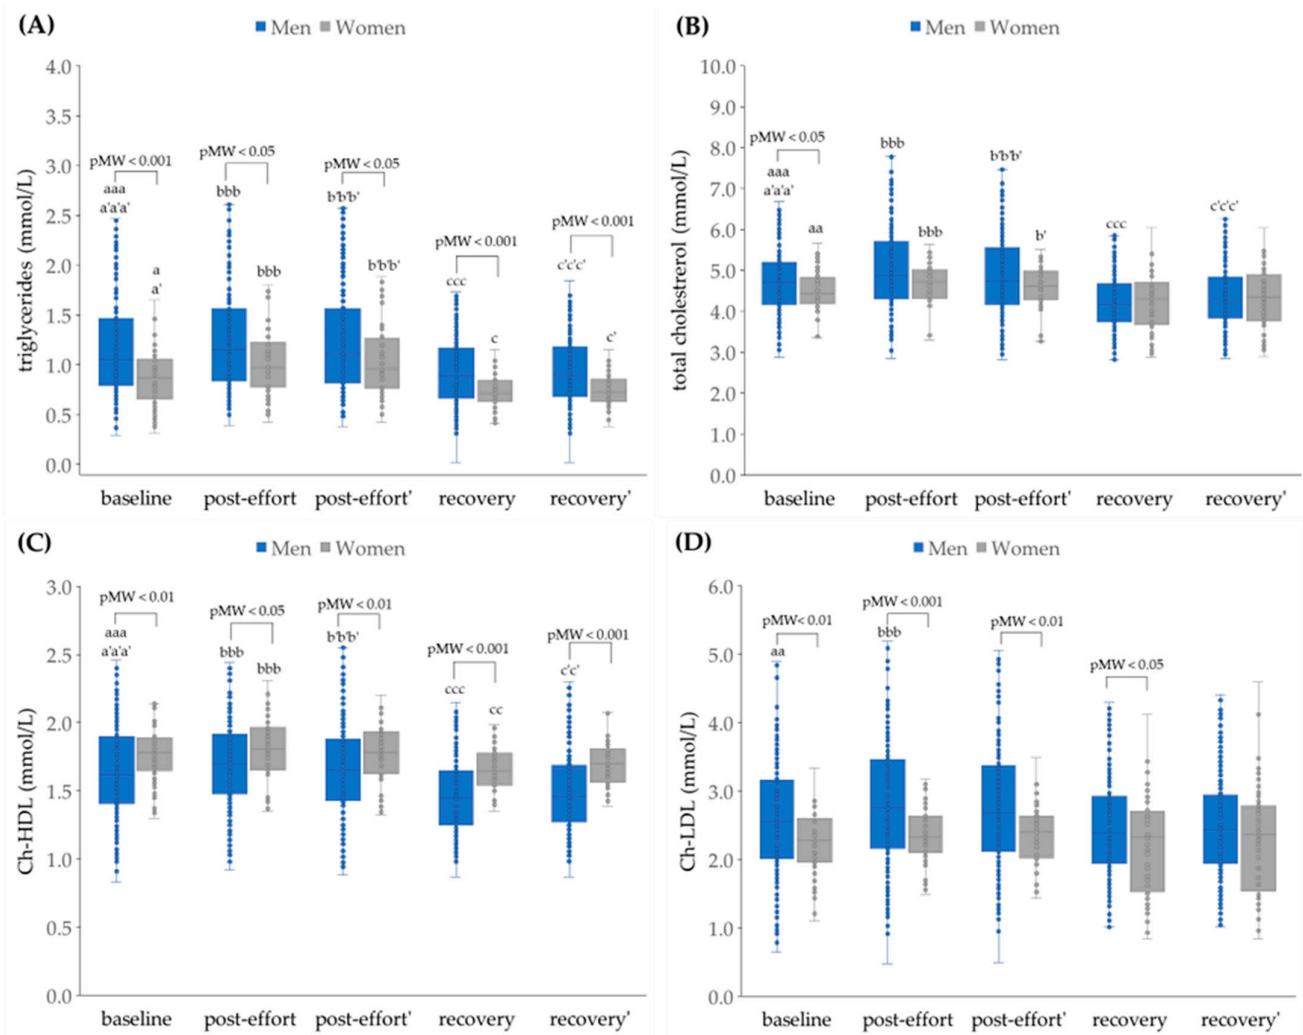 (A)
Men Women
triglycerides (mmol/L)
4.0
3.5
3.0
2.5
2.0
1.5
1.0
0.5
0.0
pMW < 0.001
aaa
a'a'a'
a
a'
pMW < 0.05
bbb
bbb
pMW < 0.05
b'b'b'
b'b'b'
pMW < 0.001
ccc
c
pMW < 0.001
c'c'c'
c'
baseline post-effort post-effort' recovery recovery'
(B)
Men Women
total cholestrerol (mmol/L)
10.0
9.0
8.0
7.0
6.0
5.0
4.0
3.0
2.0
1.0
0.0
pMW < 0.05
aaa
a'a'a'
aa
bbb
bbb
b'b'b'
b'
ccc
c'c'c'
baseline post-effort post-effort' recovery recovery'
(C)
Men Women
Ch-HDL (mmol/L)
3.0
2.5
2.0
1.5
1.0
0.5
0.0
pMW < 0.01
aaa
a'a'a'
pMW < 0.05
bbb
bbb
pMW < 0.01
b'b'b'
pMW < 0.001
ccc
cc
pMW < 0.001
c'c'
baseline post-effort post-effort' recovery recovery'
(D)
Men Women
Ch-LDL (mmol/L)
6.0
5.0
4.0
3.0
2.0
1.0
0.0
pMW < 0.01
aa
pMW < 0.001
bbb
pMW < 0.01
pMW < 0.05
baseline post-effort post-effort' recovery recovery'